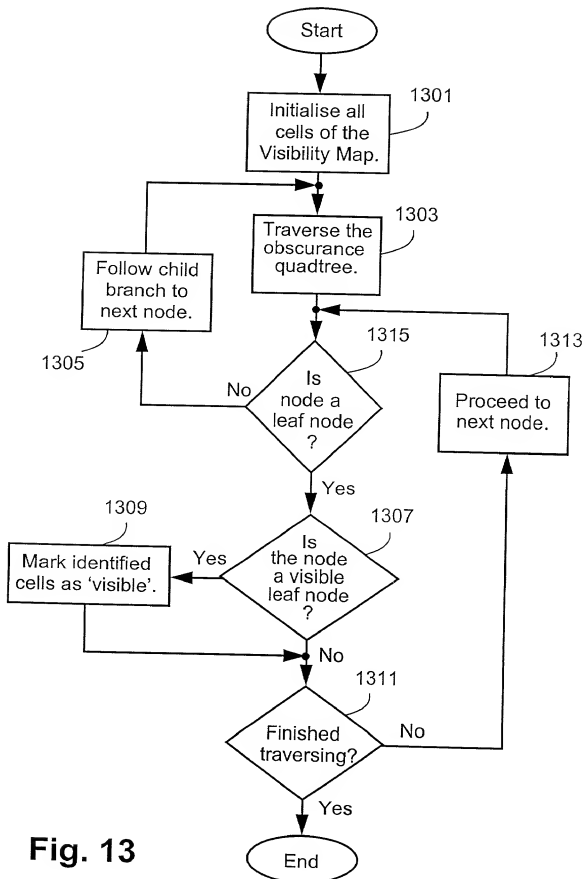 Start
1301
Initialise all
cells of the
Visibility Map.
1303
Traverse the
obscurance
quadtree.
Follow child
branch to
next node.
1305
1315
Is
node a
leaf node
?
No
Yes
1313
Proceed to
next node.
1307
Is
the node
a visible
leaf node
?
Yes
1309
Mark identified
cells as ‘visible’.
No
1311
Finished
traversing?
No
Yes
End
Fig. 13